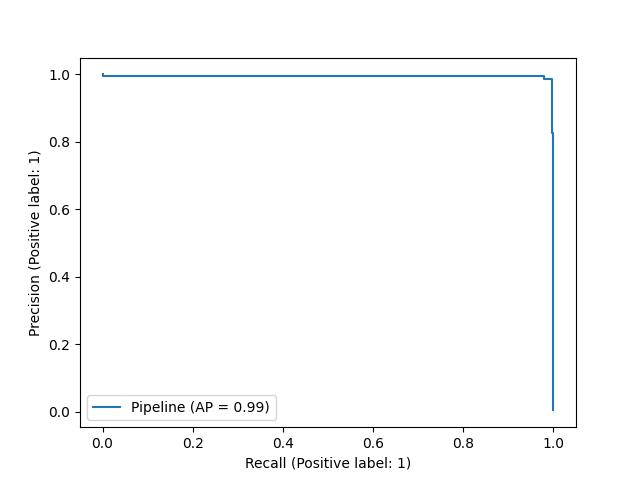 1.0
0.8
0.6
0.4
0.2
0.0
Precision (Positive label: 1)
Pipeline (AP = 0.99)
0.0 0.2 0.4 0.6 0.8 1.0
Recall (Positive label: 1)